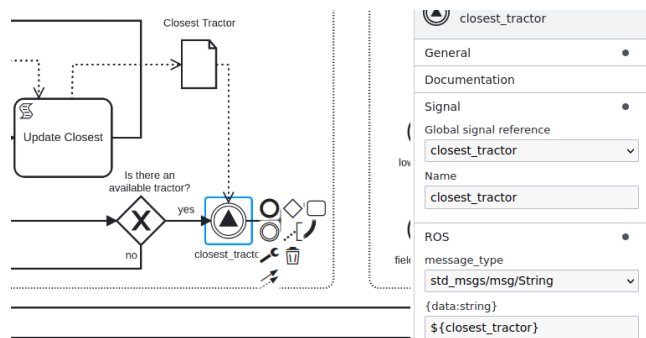 Closest Tractor
Update Closest
Is there an
available tractor?
yes
no
closest_tractc
closest_tractor
General
Documentation
Signal
Global signal reference
closest_tractor
Name
closest_tractor
ROS
message_type
std_msgs/msg/String
{data:string}
${closest_tractor}